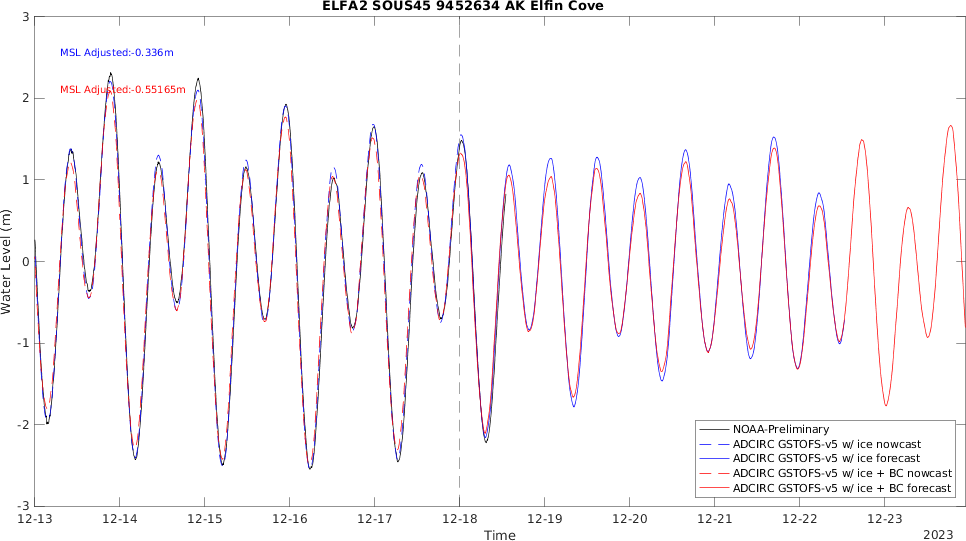 ELFA2 SOUS45 9452634 AK Elfin Cove
MSL Adjusted:-0.336m
MSL Adjusted:-0.55165m
3
2
1
0
-1
-2
-3
Water Level (m)
12-13 12-14 12-15 12-16 12-17 12-18 12-19 12-20 12-21 12-22 12-23
Time
2023
NOAA-Preliminary
ADCIRC GSTOFS-v5 w/ ice nowcast
ADCIRC GSTOFS-v5 w/ ice forecast
ADCIRC GSTOFS-v5 w/ ice + BC nowcast
ADCIRC GSTOFS-v5 w/ ice + BC forecast